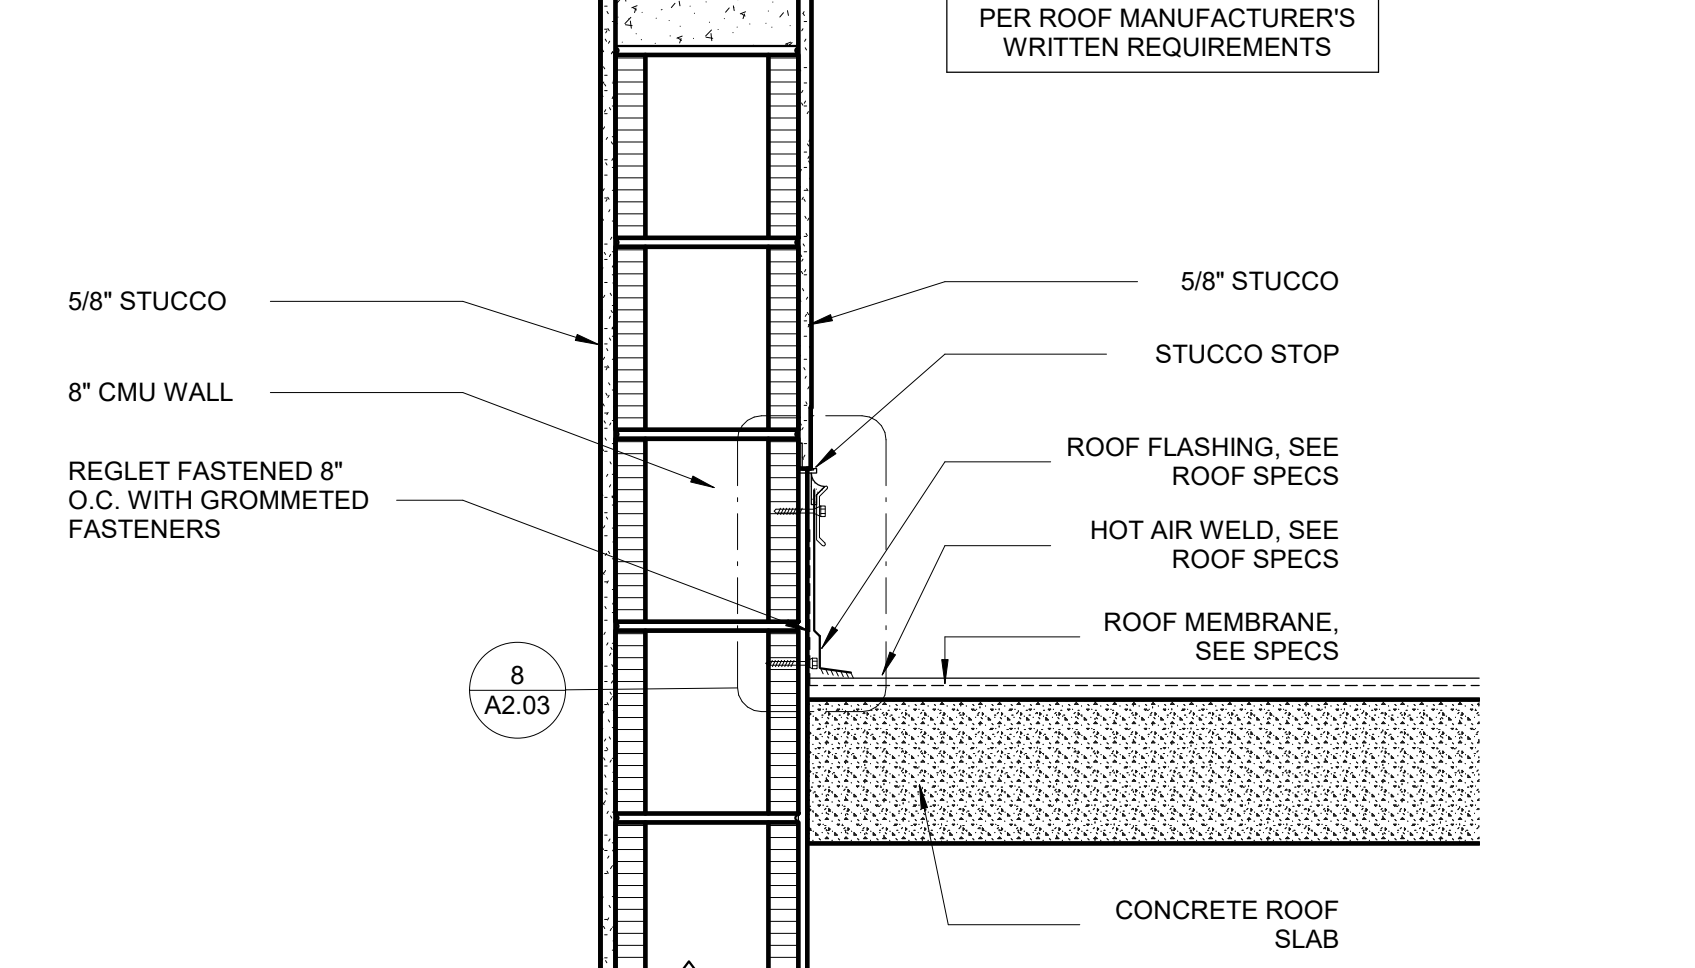 PER ROOF MANUFACTURER'S
WRITTEN REQUIREMENTS
5/8" STUCCO
8" CMU WALL
REGLET FASTENED 8"
O.C. WITH GROMMETED
FASTENERS
8
A2.03
5/8" STUCCO
STUCCO STOP
ROOF FLASHING, SEE
ROOF SPECS
HOT AIR WELD, SEE
ROOF SPECS
ROOF MEMBRANE,
SEE SPECS
CONCRETE ROOF
SLAB